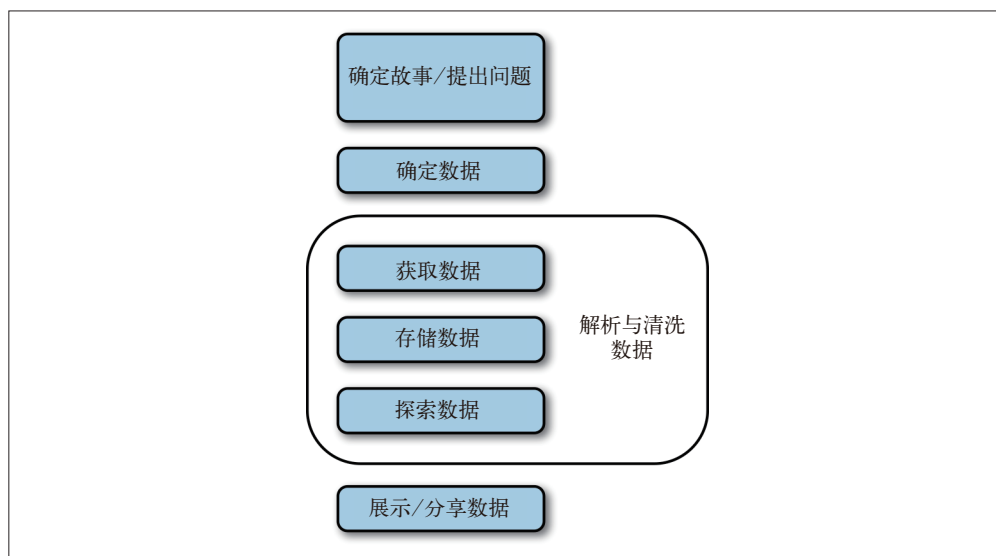 确定故事/提出问题
确定数据
获取数据
存储数据
探索数据
解析与清洗
数据
展示/分享数据